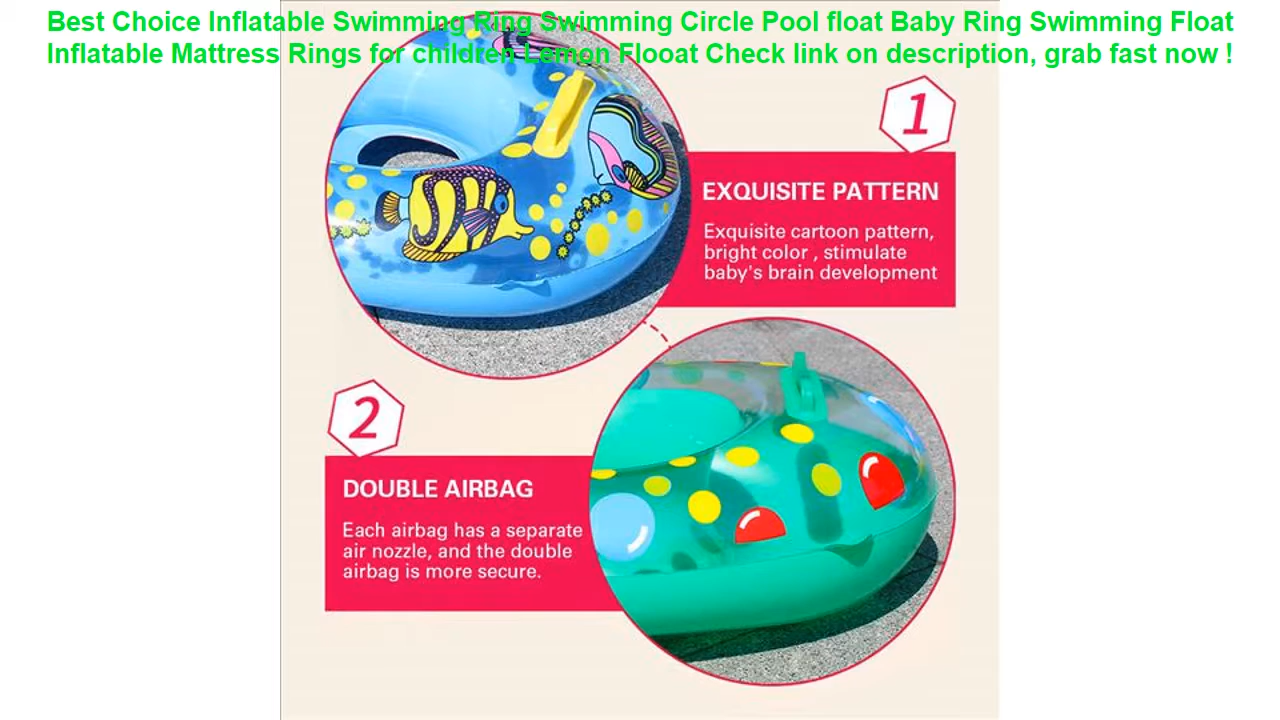 Best Choice Inflatable Swimming Ring Swimming Circle Pool float Baby Ring Swimming Float
Inflatable Mattress Rings for children Lemon Flooat Check link on description, grab fast now !
1
EXQUISITE PATTERN
Exquisite cartoon pattern,
bright color , stimulate
baby's brain development
2
DOUBLE AIRBAG
Each airbag has a separate
air nozzle, and the double
airbag is more secure.